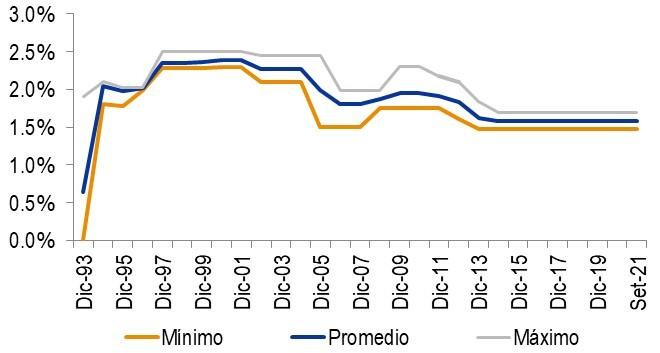 3.0%
2.5%
2.0%
1.5%
1.0%
0.5%
0.0%
Dic-93
Dic-95
Dic-97
Dic-99
Dic-01
Dic-03
Dic-05
Dic-07
Dic-09
Dic-11
Dic-13
Dic-15
Dic-17
Dic-19
Set-21
Mínimo Promedio Máximo